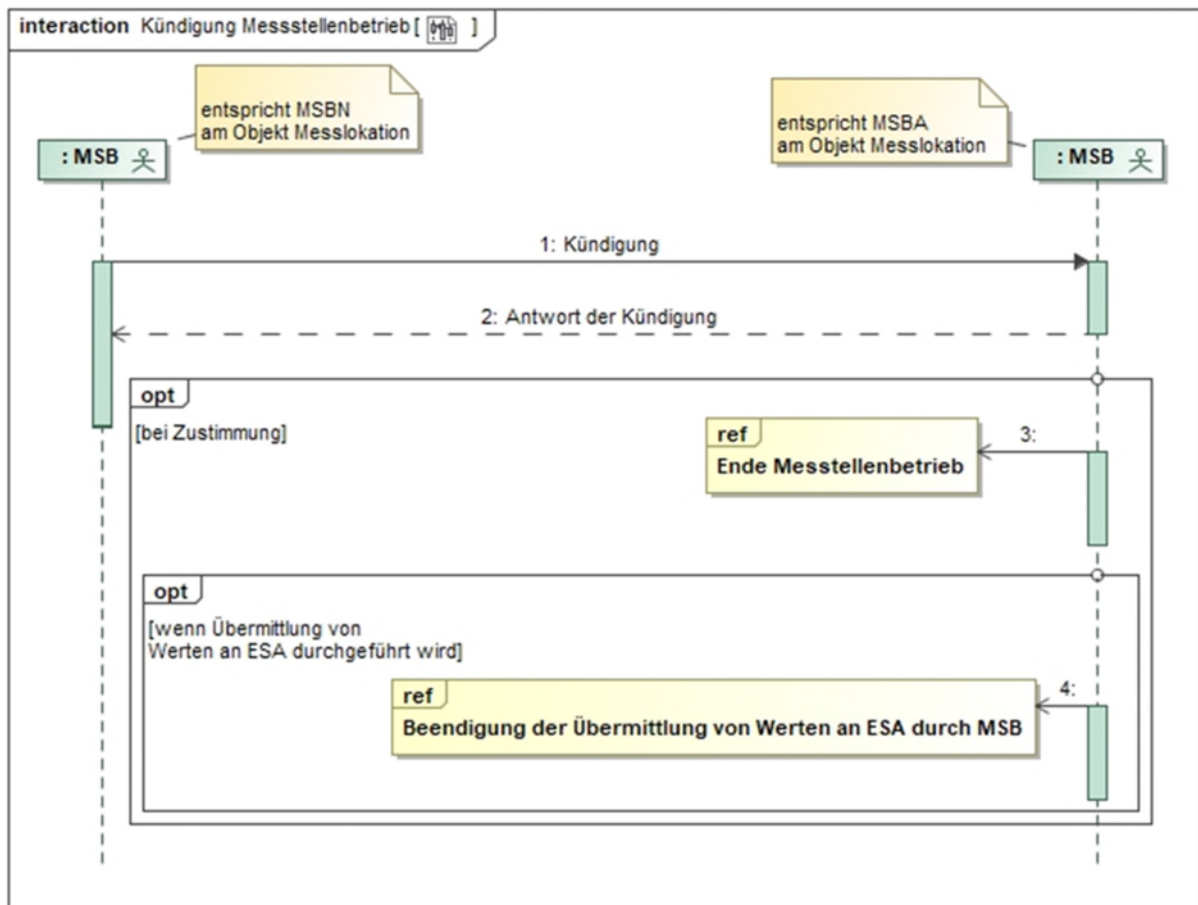 interaction Kündigung Messstellenbetrieb [ ]
entspricht MSBN
am Objekt Messlokation
entspricht MSBA
am Objekt Messlokation
: MSB
: MSB
1: Kündigung
2: Antwort der Kündigung
opt
[bei Zustimmung]
ref
3:
Ende Messtellenbetrieb
opt
[wenn Übermittlung von
Werten an ESA durchgeführt wird]
ref
4:
Beendigung der Übermittlung von Werten an ESA durch MSB